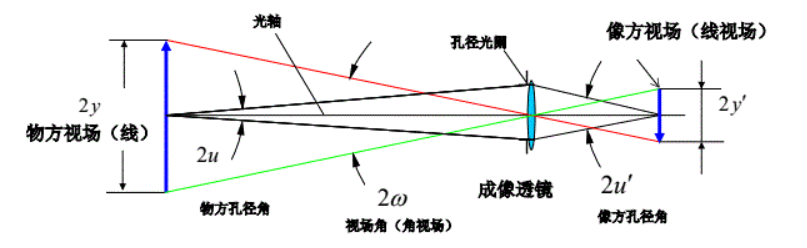 光轴
孔径光阑
像方视场（线视场）
2y
物方视场（线）
2y′
2u
2ω
成像透镜
2u′
物方孔径角
视场角（角视场）
像方孔径角